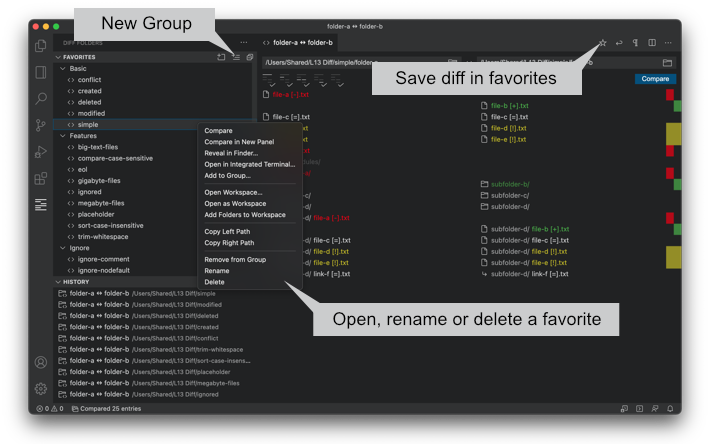 New Group
folder-a ↔ folder-b
DIFF FOLDERS
folder-a ↔ folder-b
FAVORITES
/Users/Shared/L13 Diff/simple/folder-a
/Users/Shared/L13 Diff/simple/folder-b
Save diff in favorites
Compare
Basic
conflict
created
deleted
modified
simple
Features
big-text-files
compare-case-sensitive
eol
gigabyte-files
ignored
megabyte-files
placeholder
sort-case-insensitive
trim-whitespace
Ignore
ignore-comment
ignore-nodefault
Compare
Compare in New Panel
Reveal in Finder...
Open in Integrated Terminal...
Add to Group...
Open Workspace...
Open as Workspace
Add Folders to Workspace
Copy Left Path
Copy Right Path
Remove from Group
Rename
Delete
file-a [-].txt
file-b [+].txt
file-c [=].txt
file-c [=].txt
file-d [!].txt
file-e [!].txt
subfolder-b/
subfolder-c/
subfolder-d/
file-a [-].txt
subfolder-d/ file-b [+].txt
file-c [=].txt
subfolder-d/ file-c [=].txt
file-d [!].txt
subfolder-d/ file-d [!].txt
file-e [!].txt
subfolder-d/ file-e [!].txt
link-f [=].txt
subfolder-d/ link-f [=].txt
HISTORY
folder-a ↔ folder-b /Users/Shared/L13 Diff/simple
folder-a ↔ folder-b /Users/Shared/L13 Diff/modified
folder-a ↔ folder-b /Users/Shared/L13 Diff/deleted
folder-a ↔ folder-b /Users/Shared/L13 Diff/created
folder-a ↔ folder-b /Users/Shared/L13 Diff/conflict
folder-a ↔ folder-b /Users/Shared/L13 Diff/trim-whitespace
folder-a ↔ folder-b /Users/Shared/L13 Diff/sort-case-insens...
folder-a ↔ folder-b /Users/Shared/L13 Diff/placeholder
folder-a ↔ folder-b /Users/Shared/L13 Diff/megabyte-files
folder-a ↔ folder-b /Users/Shared/L13 Diff/ignored
Open, rename or delete a favorite
0 0 Compared 25 entries